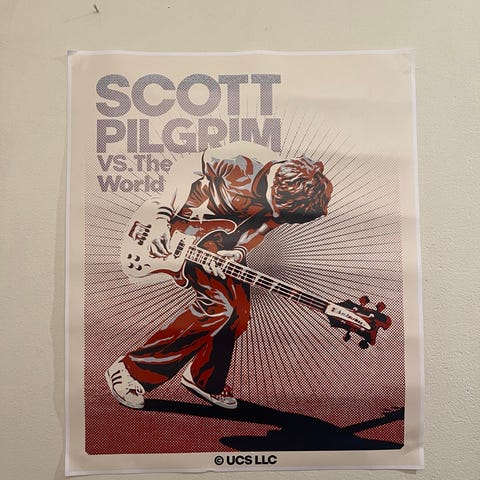 SCOTT
PILGRIM
VS.The
World
© UCS LLC